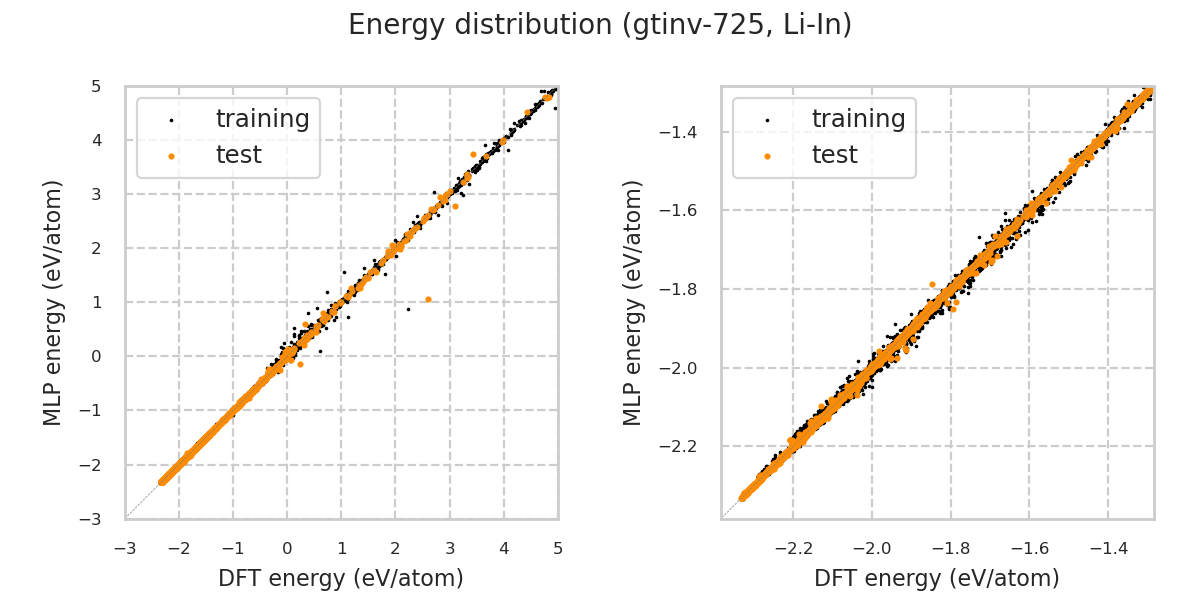 Energy distribution (gtinv-725, Li-In)
training
test
5
4
3
2
1
0
−1
−2
−3
−3 −2 −1 0 1 2 3 4 5
MLP energy (eV/atom)
DFT energy (eV/atom)
training
test
−1.4
−1.6
−1.8
−2.0
−2.2
−2.2 −2.0 −1.8 −1.6 −1.4
MLP energy (eV/atom)
DFT energy (eV/atom)